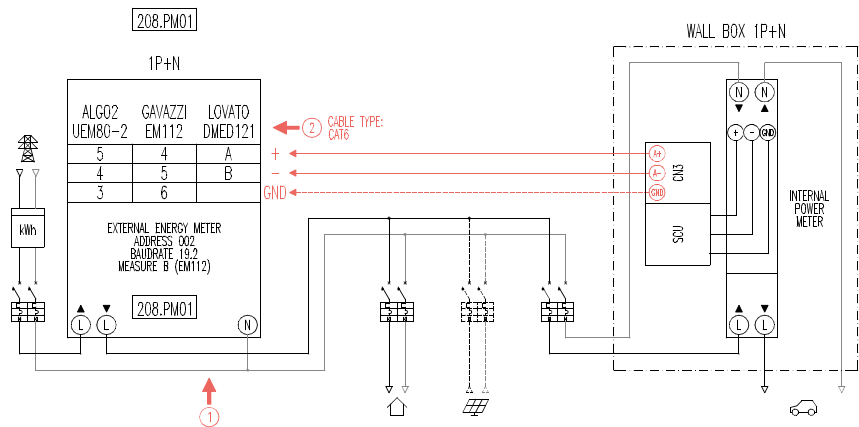 208.PM01
WALL BOX 1P+N
1P+N
ALGO2 GAVAZZI LOVATO
UEM80-2 EM112 DMED121
2 CABLE TYPE:
CAT6
5 4 A +
4 5 B -
3 6 GND
A+
A-
GND
CN3
SCU
N N
+ - GND
INTERNAL
POWER
METER
kWh
EXTERNAL ENERGY METER
ADDRESS 002
BAUDRATE 19.2
MEASURE B (EM112)
208.PM01
L L N
L L
1